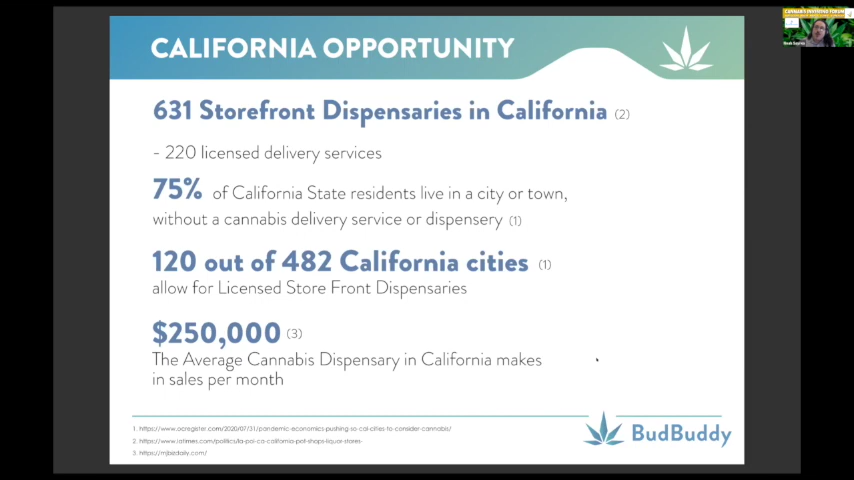 CALIFORNIA OPPORTUNITY
631 Storefront Dispensaries in California (2)
- 220 licensed delivery services
75% of California State residents live in a city or town,
without a cannabis delivery service or dispensery (1)
120 out of 482 California cities (1)
allow for Licensed Store Front Dispensaries
$250,000 (3)
The Average Cannabis Dispensary in California makes
in sales per month
1. https://www.ocregister.com/2020/07/31/pandemic-economics-pushing-so-cal-cities-to-consider-cannabis/
2. https://www.latimes.com/politics/la-pol-ca-california-pot-shops-liquor-stores-
3. https://mjbizdaily.com/
BudBuddy
CANNABIS INVESTING FORUM